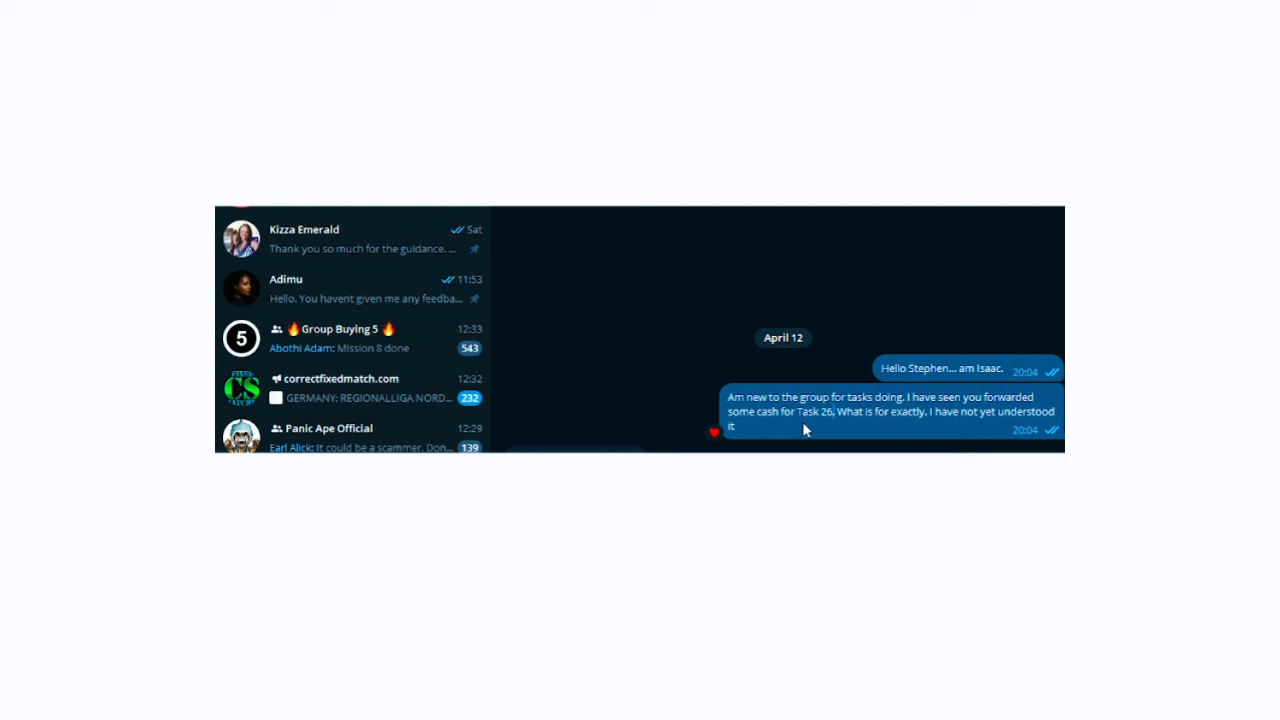 Kizza Emerald
Sat
Thank you so much for the guidance. ...
Adimu
11:53
Hello. You havent given me any feedba...
🔥Group Buying 5 🔥
12:33
5
Abothi Adam: Mission 8 done
543
correctfixedmatch.com
12:32
FIXED
CS
GERMANY: REGIONALLIGA NORD...
232
Panic Ape Official
12:29
Earl Alick: It could be a scammer. Don...
139
April 12
Hello Stephen... am Isaac.
20:04
Am new to the group for tasks doing. I have seen you forwarded
some cash for Task 26, What is for exactly. I have not yet understood
it
20:04